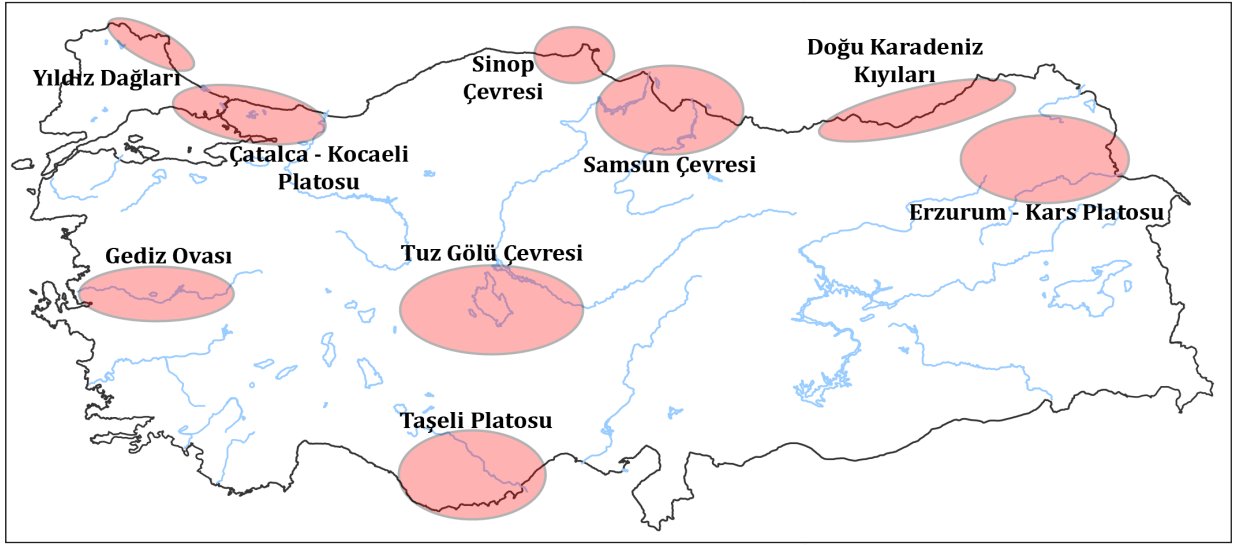 Doğu Karadeniz
Kıyıları
Sinop
Çevresi
Yıldız Dağları
Çatalca - Kocaeli
Platosu
Samsun Çevresi
Erzurum - Kars Platosu
Gediz Ovası
Tuz Gölü Çevresi
Taşeli Platosu